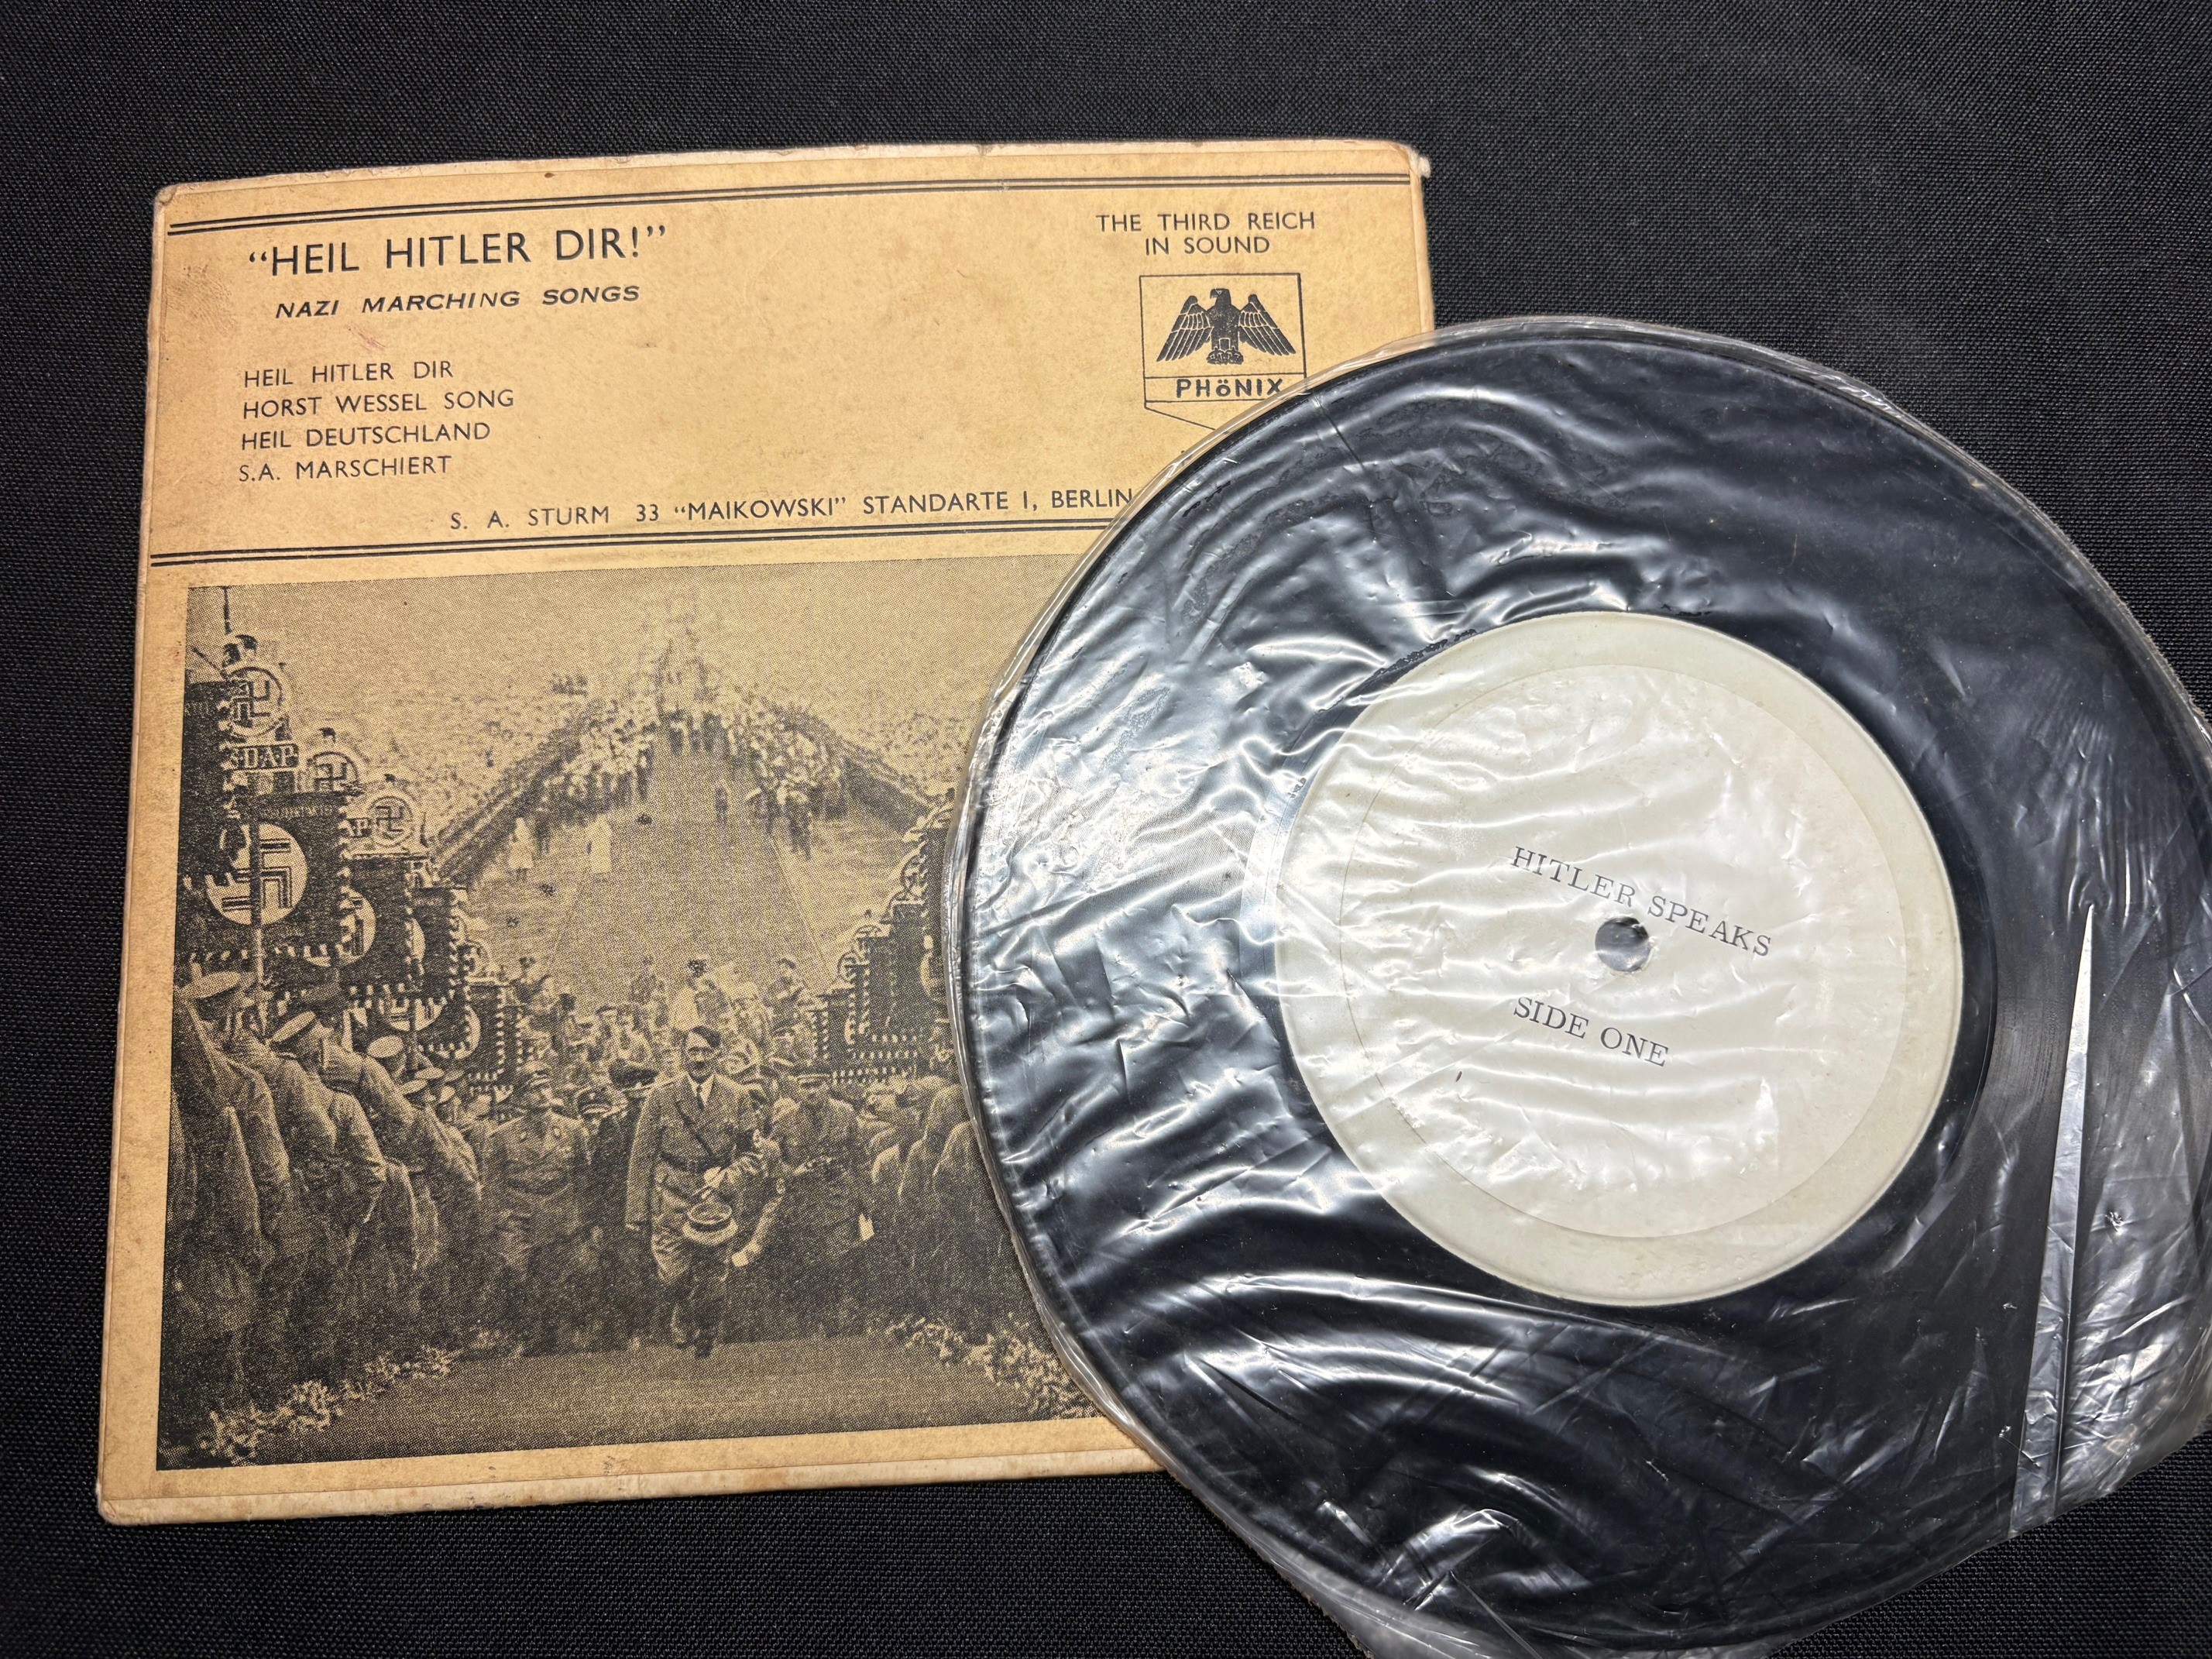 “HEIL HITLER DIR!”
NAZI MARCHING SONGS
THE THIRD REICH
IN SOUND
PHöNIX
HEIL HITLER DIR
HORST WESSEL SONG
HEIL DEUTSCHLAND
S.A. MARSCHIERT
S. A. STURM 33 “MAIKOWSKI” STANDARTE I, BERLIN
SDAP
HITLER SPEAKS
SIDE ONE